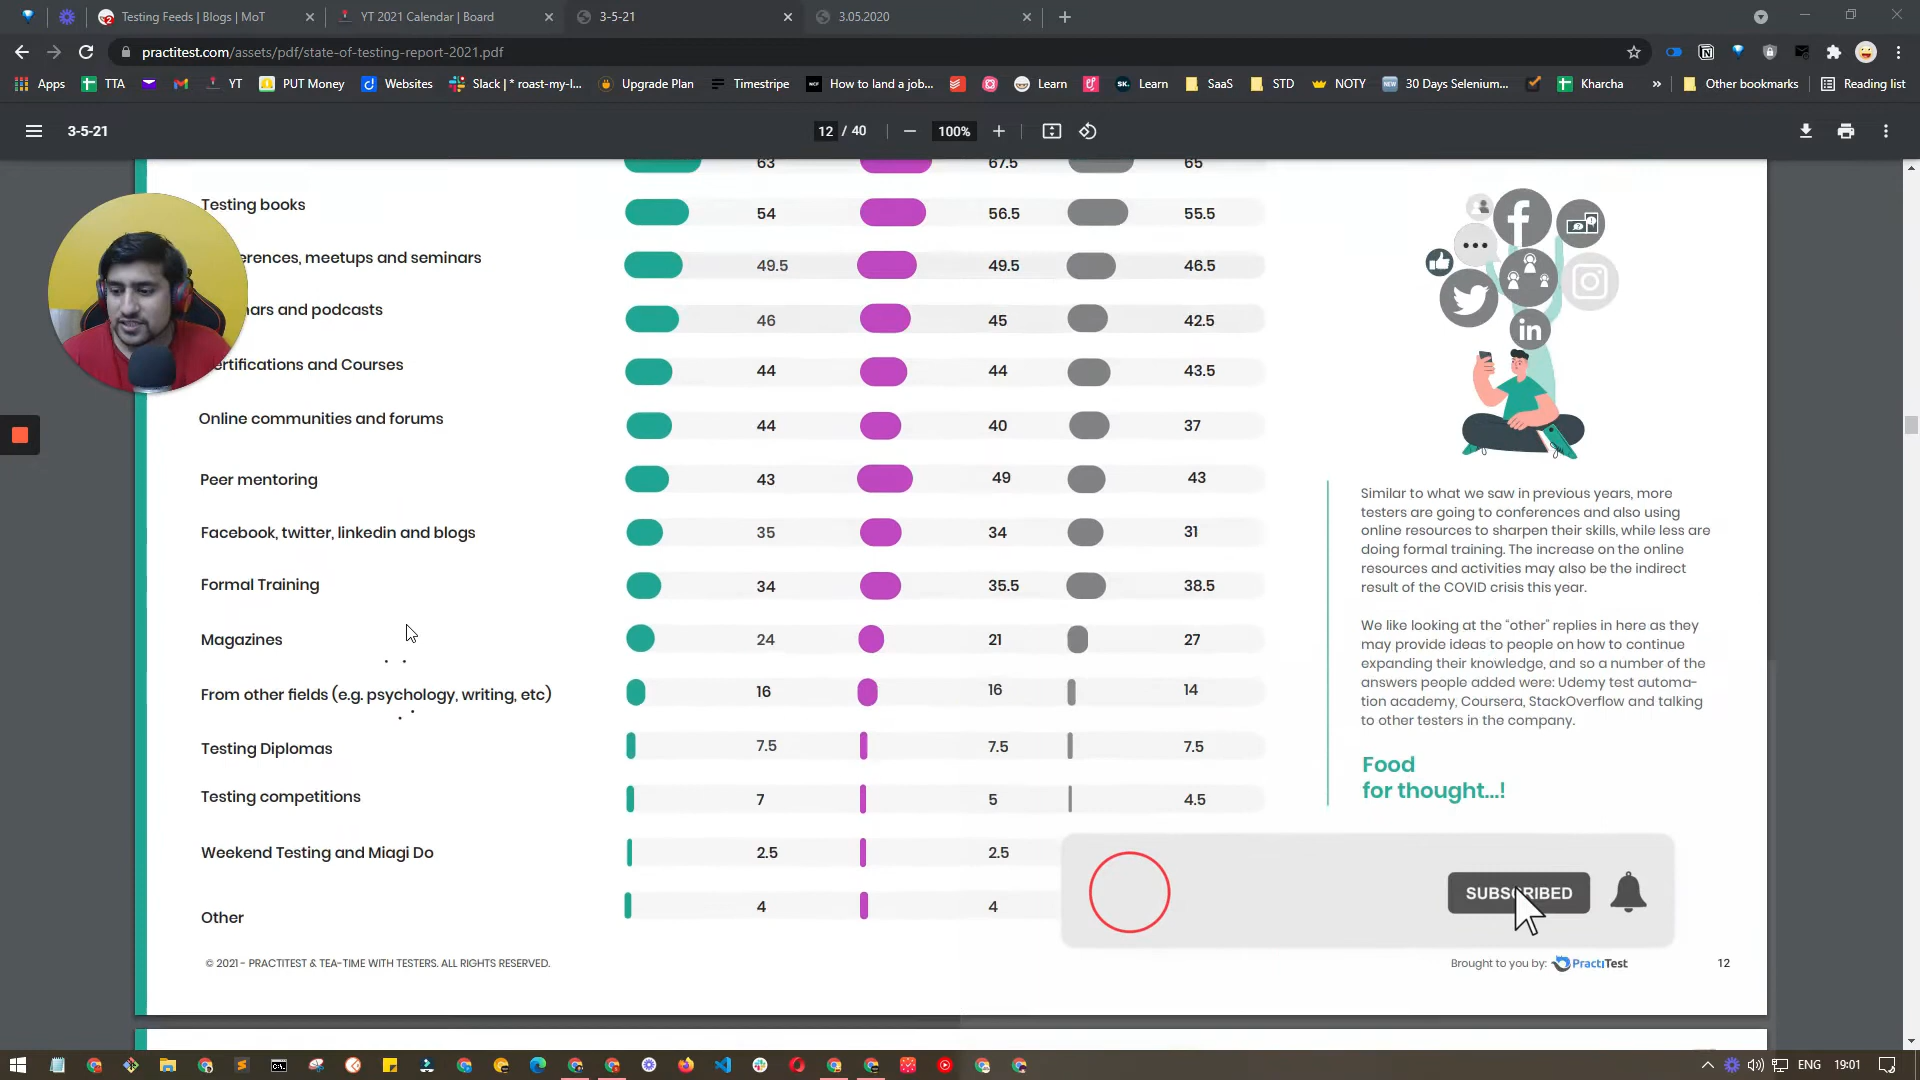 Testing Feeds | Blogs | MoT
YT 2021 Calendar | Board
3-5-21
3.05.2020
practitest.com/assets/pdf/state-of-testing-report-2021.pdf
Apps
TTA
YT
PUT Money
Websites
Slack | * roast-my-l...
Upgrade Plan
Timestripe
How to land a job...
Learn
Learn
SaaS
STD
NOTY
30 Days Selenium...
Kharcha
»
Other bookmarks
Reading list
3-5-21
12 / 40
100%
63 67.5 65
Testing books 54 56.5 55.5
erences, meetups and seminars 49.5 49.5 46.5
ars and podcasts 46 45 42.5
ertifications and Courses 44 44 43.5
Online communities and forums 44 40 37
Peer mentoring 43 49 43
Facebook, twitter, linkedin and blogs 35 34 31
Formal Training 34 35.5 38.5
Magazines 24 21 27
From other fields (e.g. psychology, writing, etc) 16 16 14
Testing Diplomas 7.5 7.5 7.5
Testing competitions 7 5 4.5
Weekend Testing and Miagi Do 2.5 2.5
Other 4 4
Similar to what we saw in previous years, more
testers are going to conferences and also using
online resources to sharpen their skills, while less are
doing formal training. The increase on the online
resources and activities may also be the indirect
result of the COVID crisis this year.
We like looking at the "other" replies in here as they
may provide ideas to people on how to continue
expanding their knowledge, and so a number of the
answers people added were: Udemy test automa-
tion academy, Coursera, StackOverflow and talking
to other testers in the company.
Food
for thought...!
SUBSCRIBED
© 2021 - PRACTITEST & TEA-TIME WITH TESTERS. ALL RIGHTS RESERVED.
Brought to you by: PractiTest
12
ENG
19:01